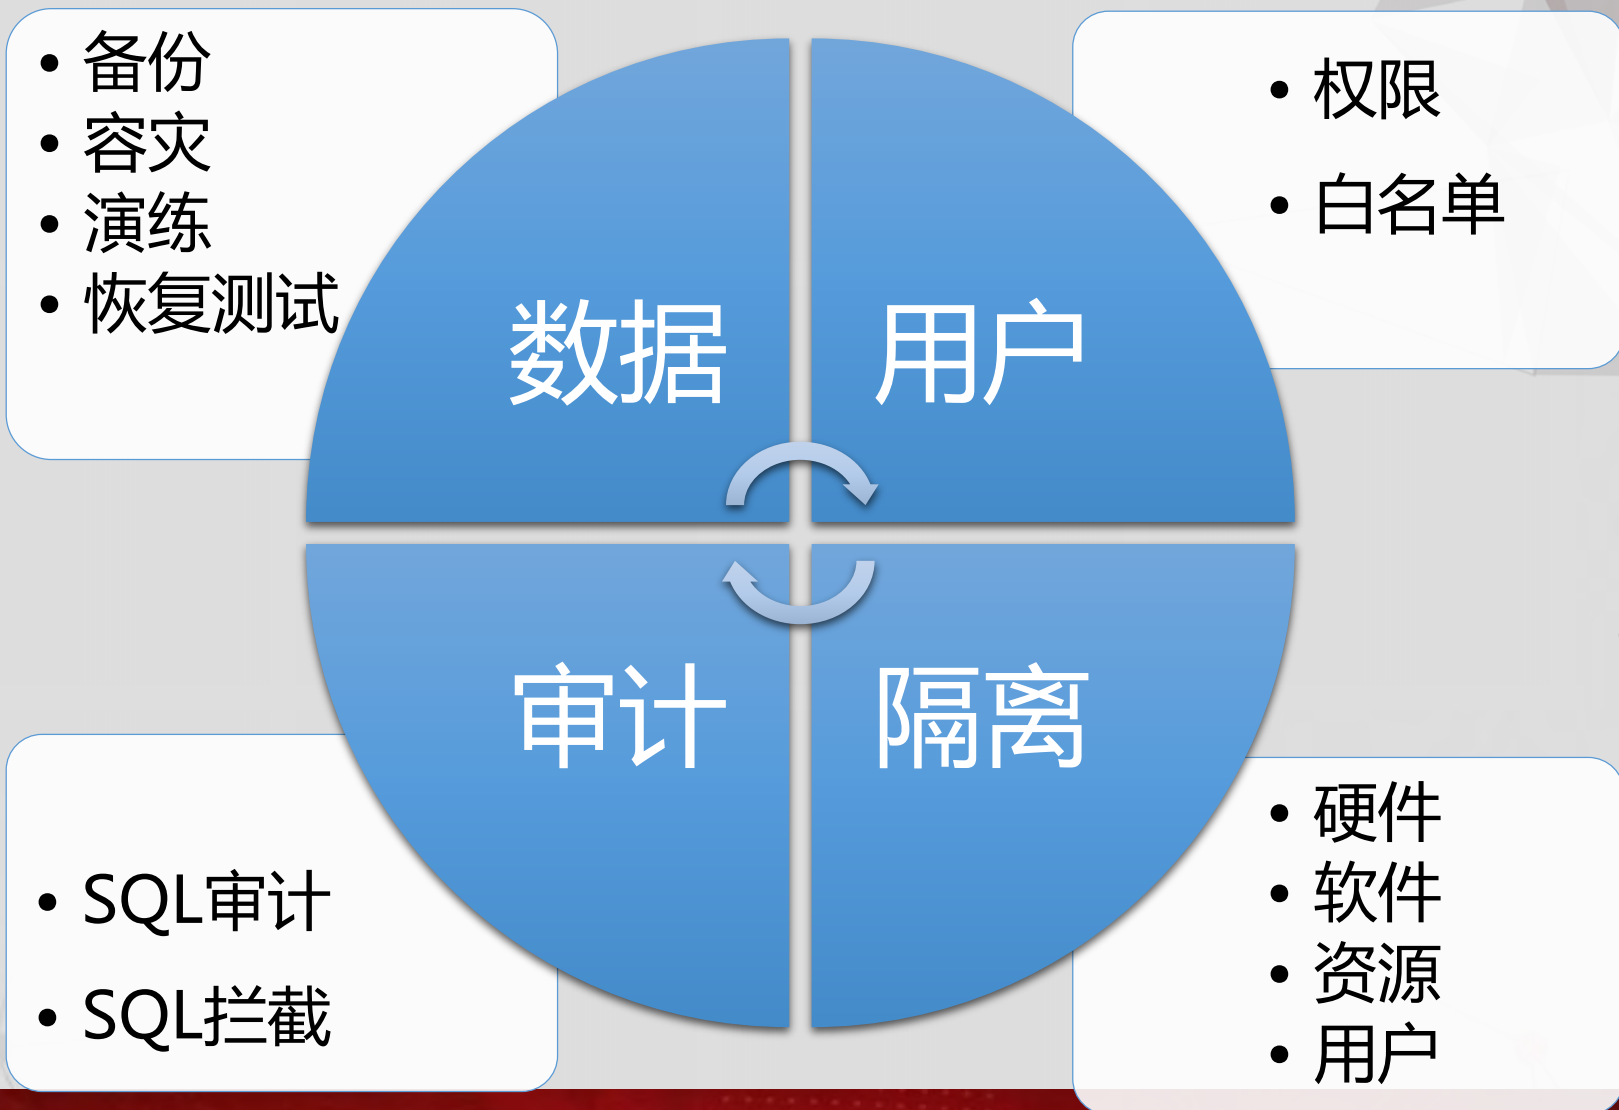 备份
容灾
演练
恢复测试
权限
白名单
数据
用户
审计
隔离
SQL审计
SQL拦截
硬件
软件
资源
用户